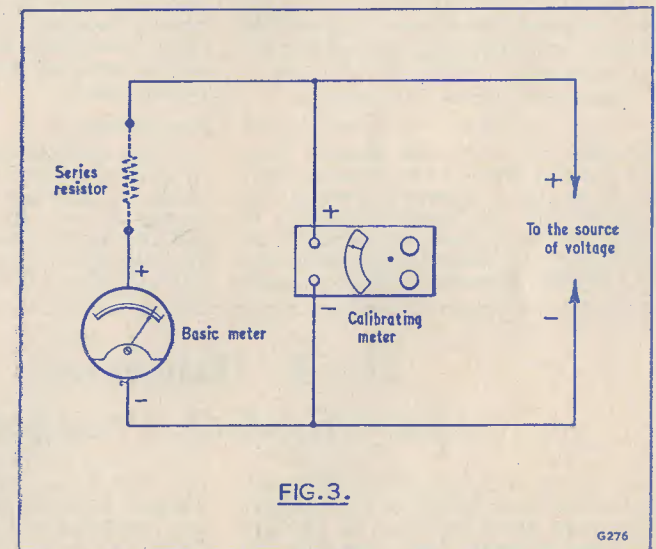 Series
resistor
+
Basic meter
−
+
−
Calibrating
meter
+
To the source
of voltage
−
FIG.3.
G276